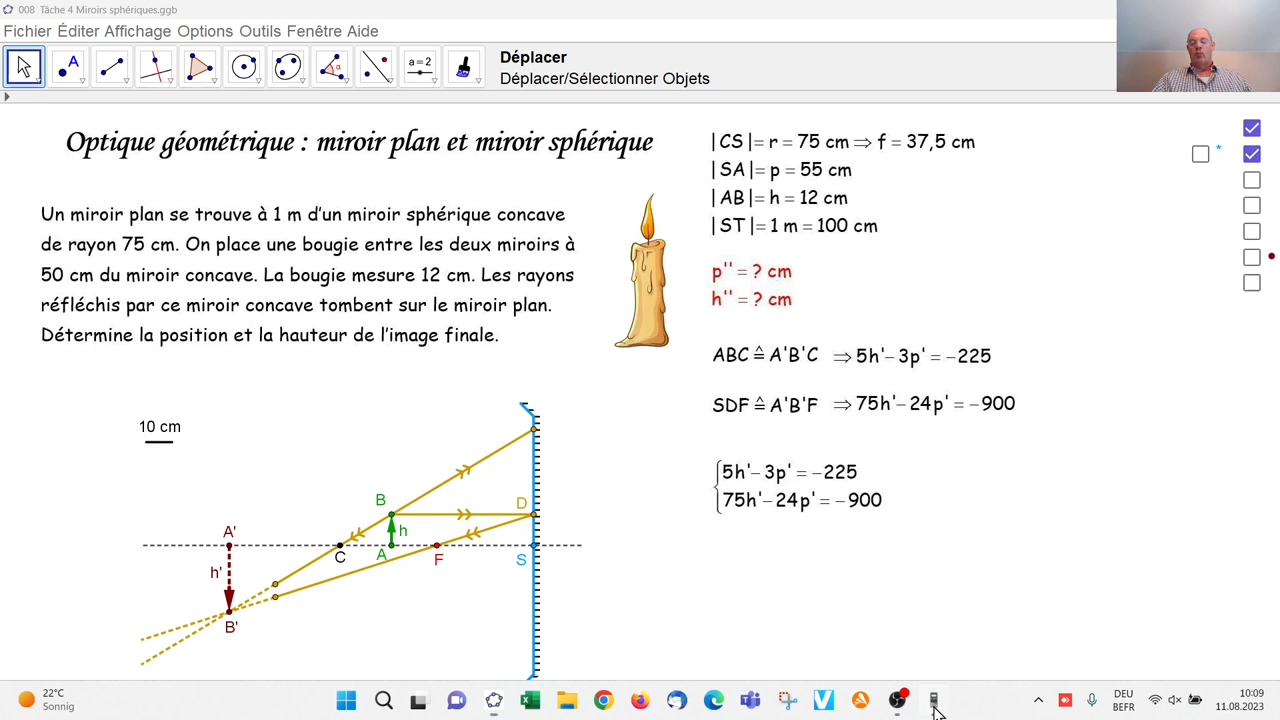 008 Tâche 4 Miroirs sphériques.ggb
Fichier Éditer Affichage Options Outils Fenêtre Aide
A
α
a=2
Déplacer
Déplacer/Sélectionner Objets
Optique géométrique : miroir plan et miroir sphérique
Un miroir plan se trouve à 1 m d'un miroir sphérique concave
de rayon 75 cm. On place une bougie entre les deux miroirs à
50 cm du miroir concave. La bougie mesure 12 cm. Les rayons
réfléchis par ce miroir concave tombent sur le miroir plan.
Détermine la position et la hauteur de l'image finale.
|CS|= r = 75 cm ⇒ f = 37,5 cm
|SA|= p = 55 cm
|AB|= h = 12 cm
|ST|= 1 m = 100 cm
p'' = ? cm
h'' = ? cm
ABC ≙ A'B'C ⇒ 5h'− 3p' = −225
SDF ≙ A'B'F ⇒ 75h'− 24p' = −900
{5h'− 3p' = −225
75h'− 24p' = −900
*
10 cm
B
D
A'
h
C
A
F
S
h'
B'
22°C
Sonnig
DEU
BEFR
10:09
11.08.2023